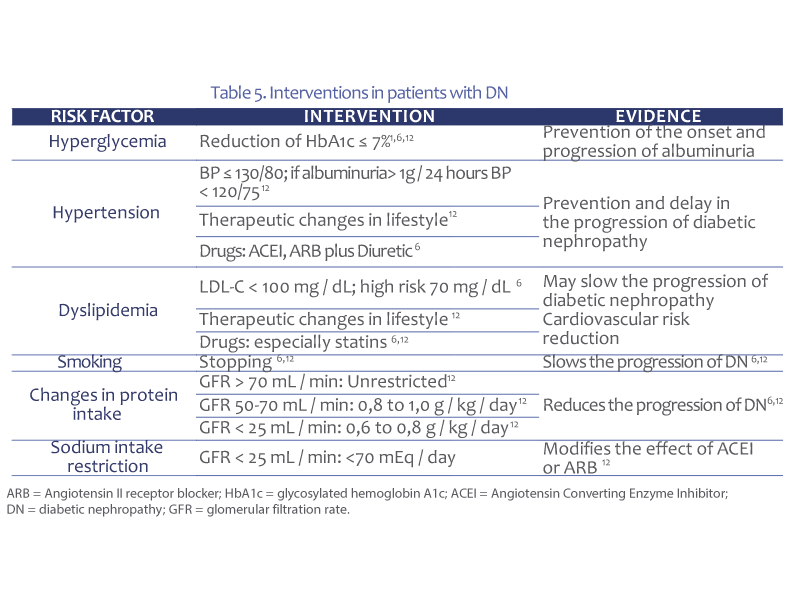 Table 5. Interventions in patients with DN
RISK FACTOR INTERVENTION EVIDENCE
Hyperglycemia Reduction of HbA1c ≤ 7%1,6,12 Prevention of the onset and
progression of albuminuria
Hypertension
BP ≤ 130/80; if albuminuria> 1g / 24 hours BP
< 120/75 12
Therapeutic changes in lifestyle 12
Drugs: ACEI, ARB plus Diuretic 6
Prevention and delay in
the progression of diabetic
nephropathy
Dyslipidemia
LDL-C < 100 mg / dL; high risk 70 mg / dL 6
Therapeutic changes in lifestyle 12
Drugs: especially statins 6,12
May slow the progression of
diabetic nephropathy
Cardiovascular risk
reduction
Smoking Stopping 6,12 Slows the progression of DN 6,12
Changes in protein
intake
GFR > 70 mL / min: Unrestricted 12
GFR 50-70 mL / min: 0,8 to 1,0 g / kg / day 12
GFR < 25 mL / min: 0,6 to 0,8 g / kg / day 12
Reduces the progression of DN 6,12
Sodium intake
restriction
GFR < 25 mL / min: <70 mEq / day
Modifies the effect of ACEI
or ARB 12
ARB = Angiotensin II receptor blocker; HbA1c = glycosylated hemoglobin A1c; ACEI = Angiotensin Converting Enzyme Inhibitor;
DN = diabetic nephropathy; GFR = glomerular filtration rate.